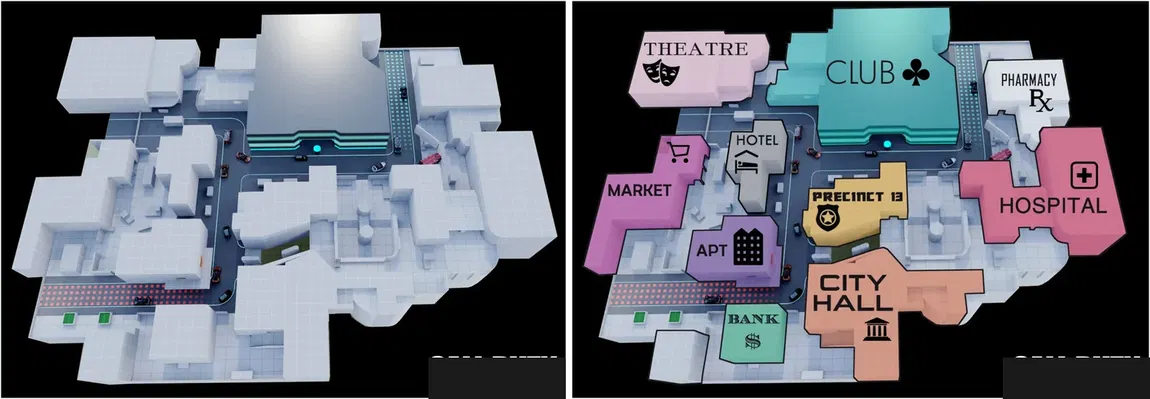 THEATRE
CLUB
PHARMACY
Rx
HOTEL
MARKET
PRECINCT 13
HOSPITAL
APT
CITY
HALL
BANK
$